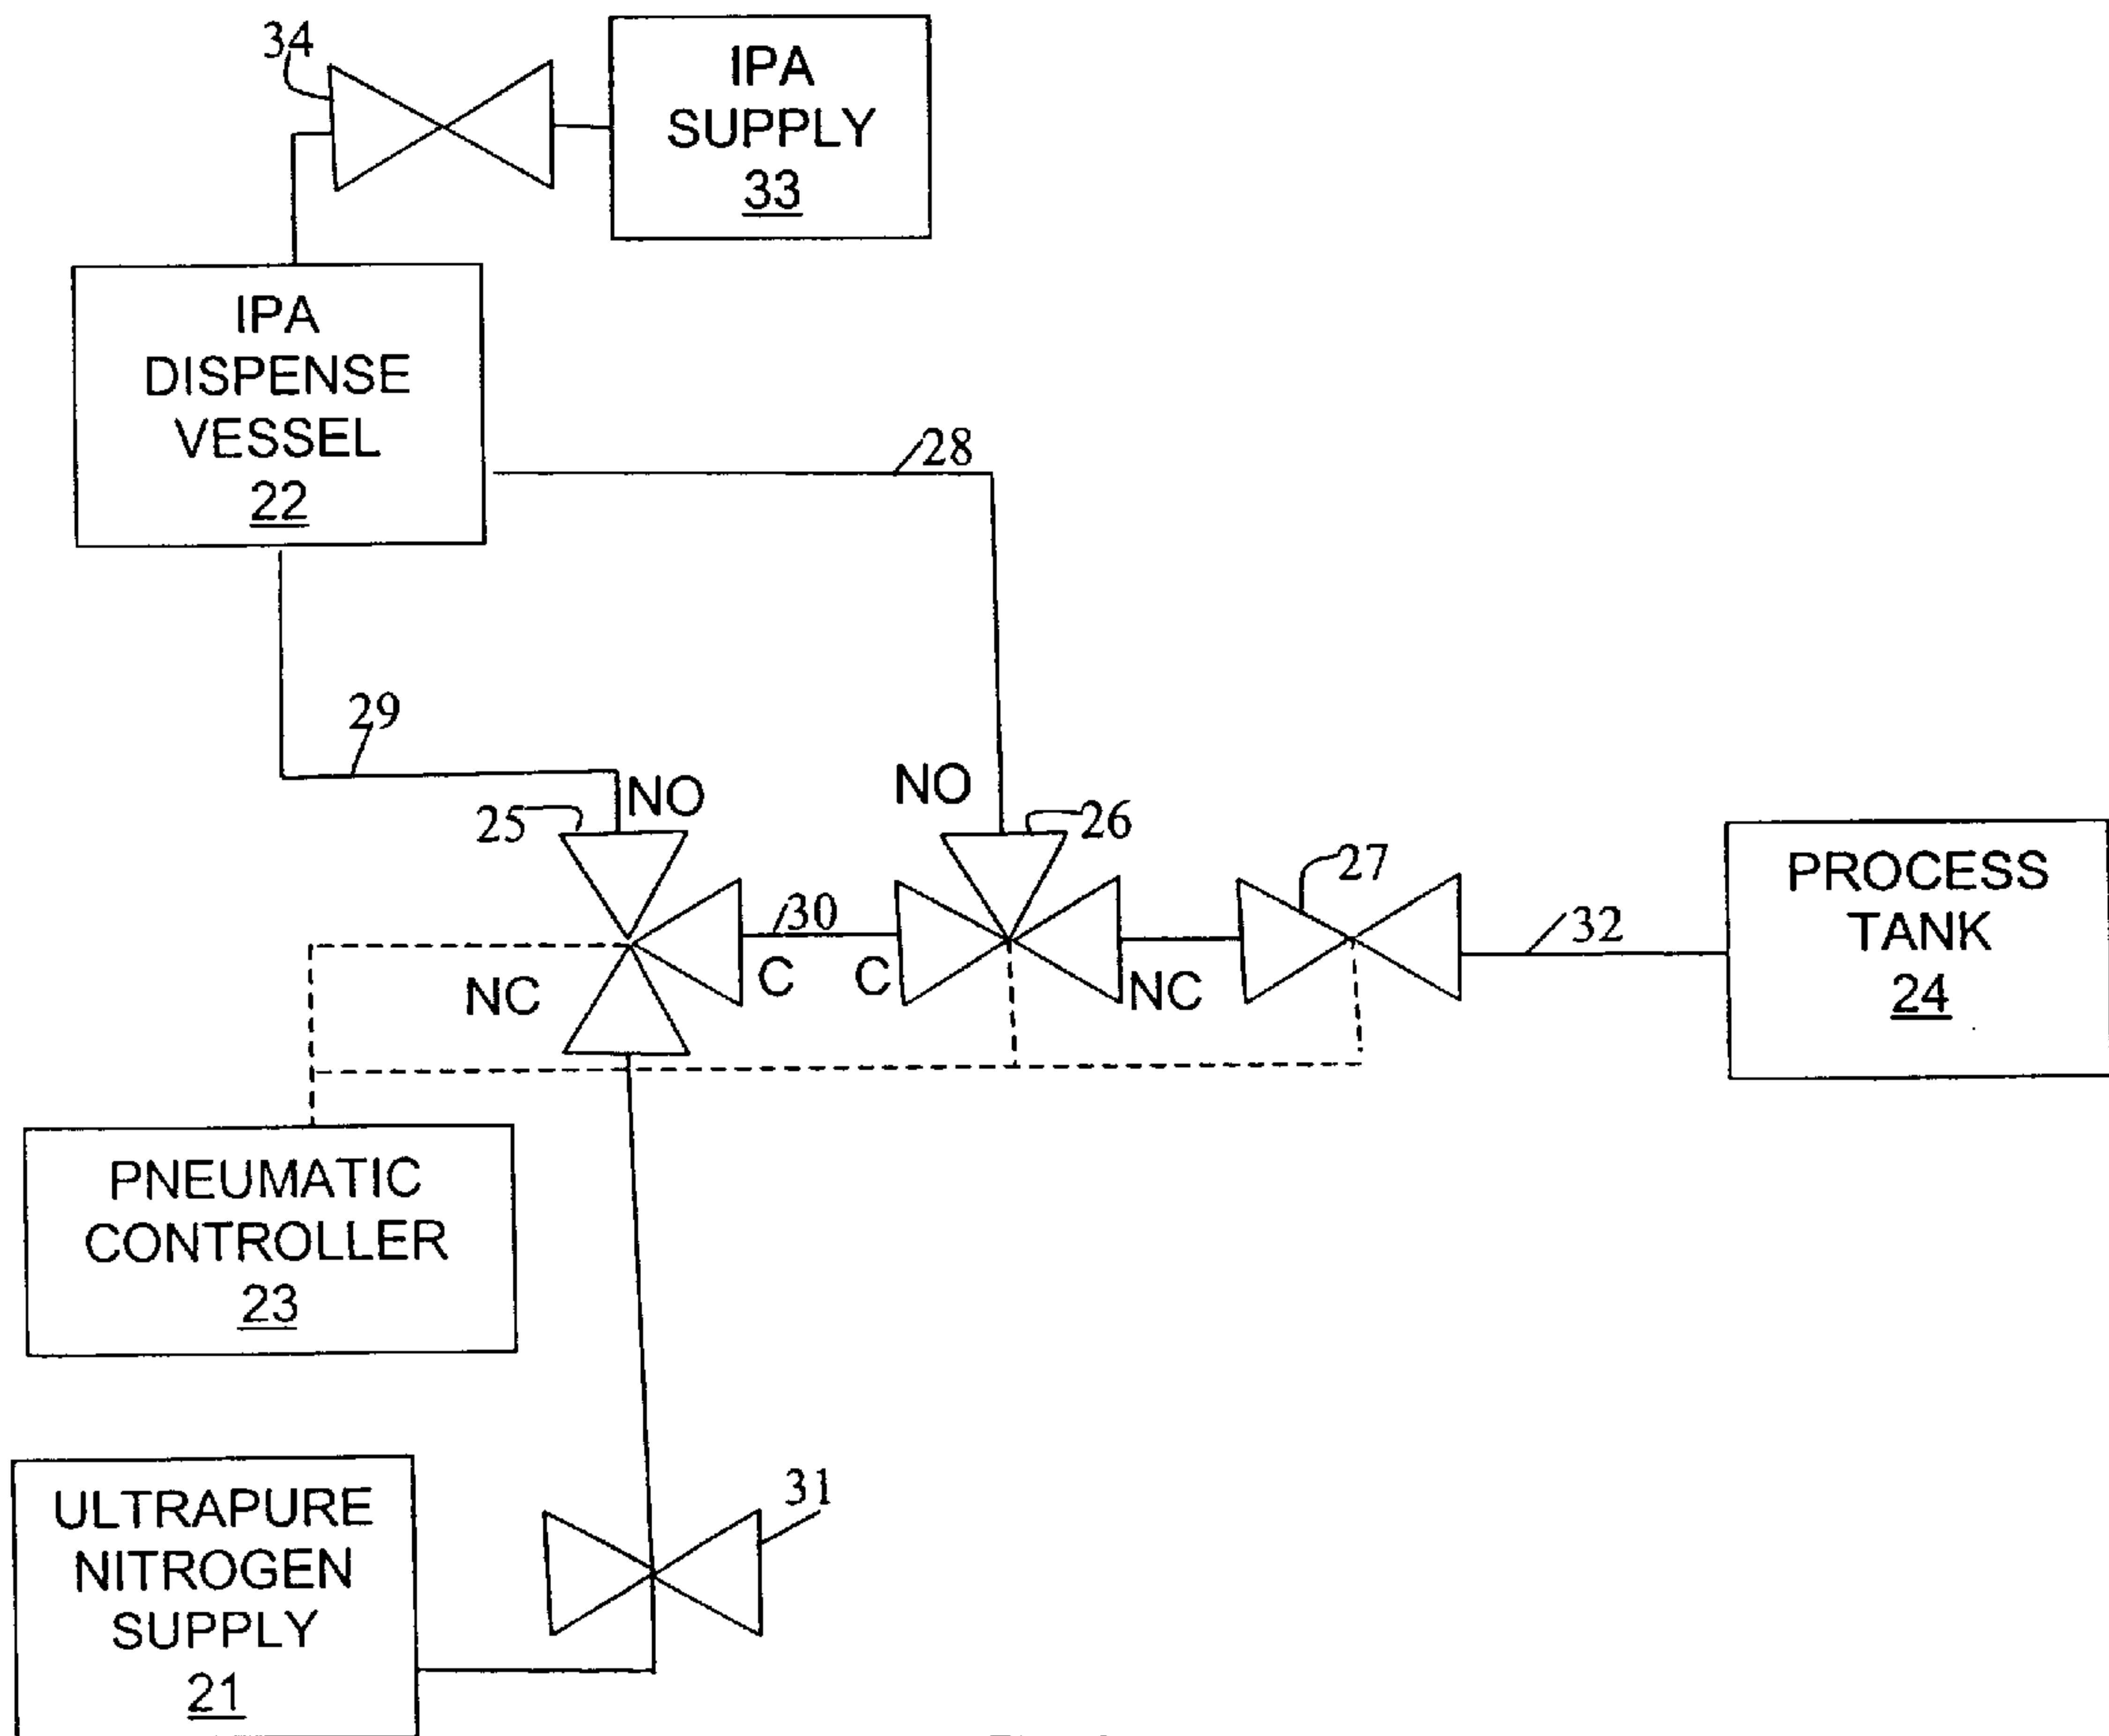 34
IPA
SUPPLY
33
IPA
DISPENSE
VESSEL
22
28
29
NO
NO
25
26
27
PROCESS
TANK
24
30
32
NC
C
C
NC
PNEUMATIC
CONTROLLER
23
31
ULTRAPURE
NITROGEN
SUPPLY
21